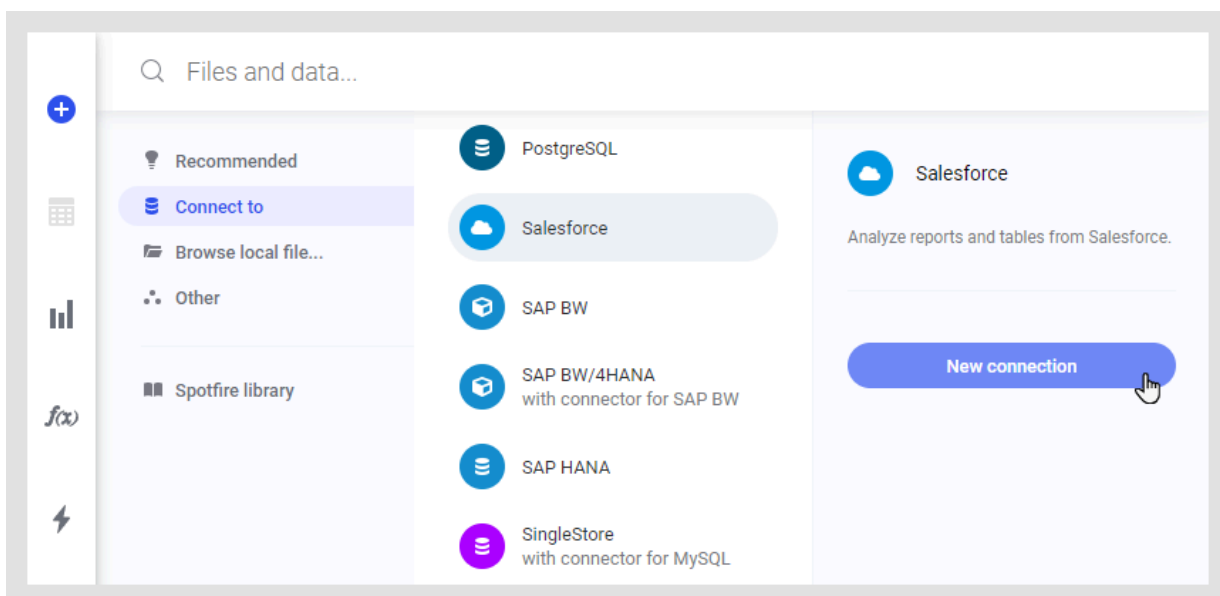 Files and data...
Recommended
Connect to
Browse local file...
Other
Spotfire library
f(x)
PostgreSQL
Salesforce
SAP BW
SAP BW/4HANA
with connector for SAP BW
SAP HANA
SingleStore
with connector for MySQL
Salesforce
Analyze reports and tables from Salesforce.
New connection